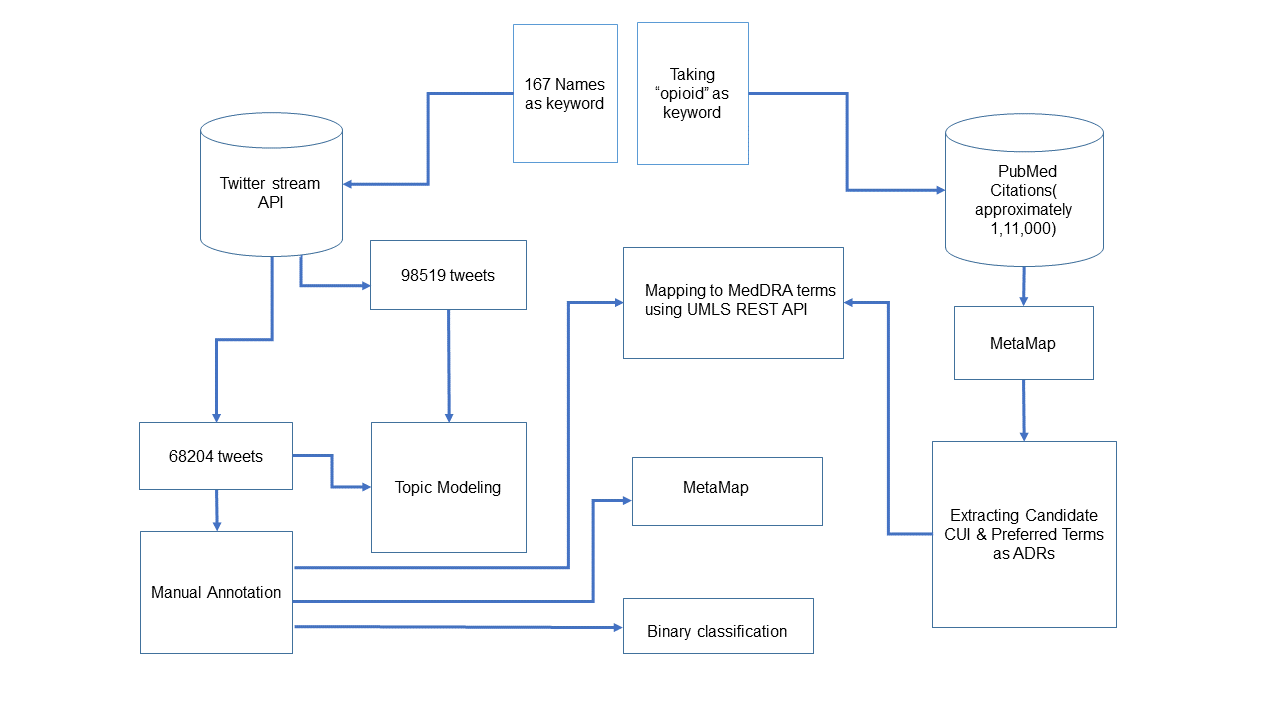 167 Names
as keyword
Taking
“opioid” as
keyword
Twitter stream
API
PubMed
Citations(
approximately
1,11,000)
98519 tweets
Mapping to MedDRA terms
using UMLS REST API
MetaMap
68204 tweets
Topic Modeling
MetaMap
Extracting Candidate
CUI & Preferred Terms
as ADRs
Manual Annotation
Binary classification